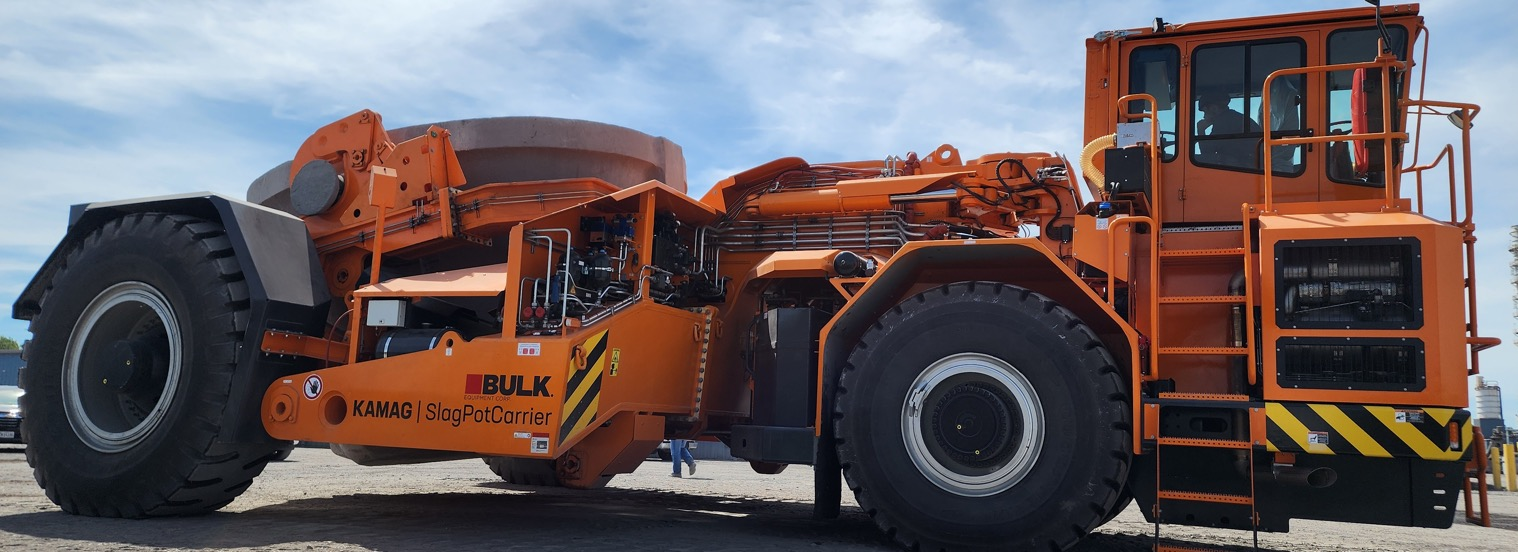 BULK
EQUIPMENT CORP.
KAMAG | SlagPotCarrier